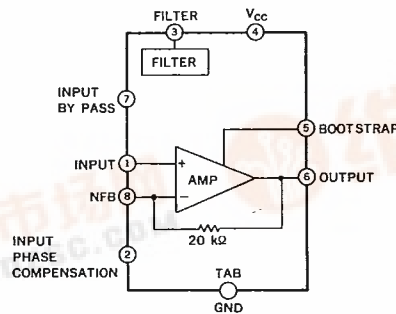 FILTER
Vcc
3
4
FILTER
INPUT
BY PASS
7
5
BOOTSTRAP
INPUT
1
+
AMP
6
OUTPUT
NFB
8
−
20 kΩ
INPUT
PHASE
COMPENSATION
2
TAB
GND